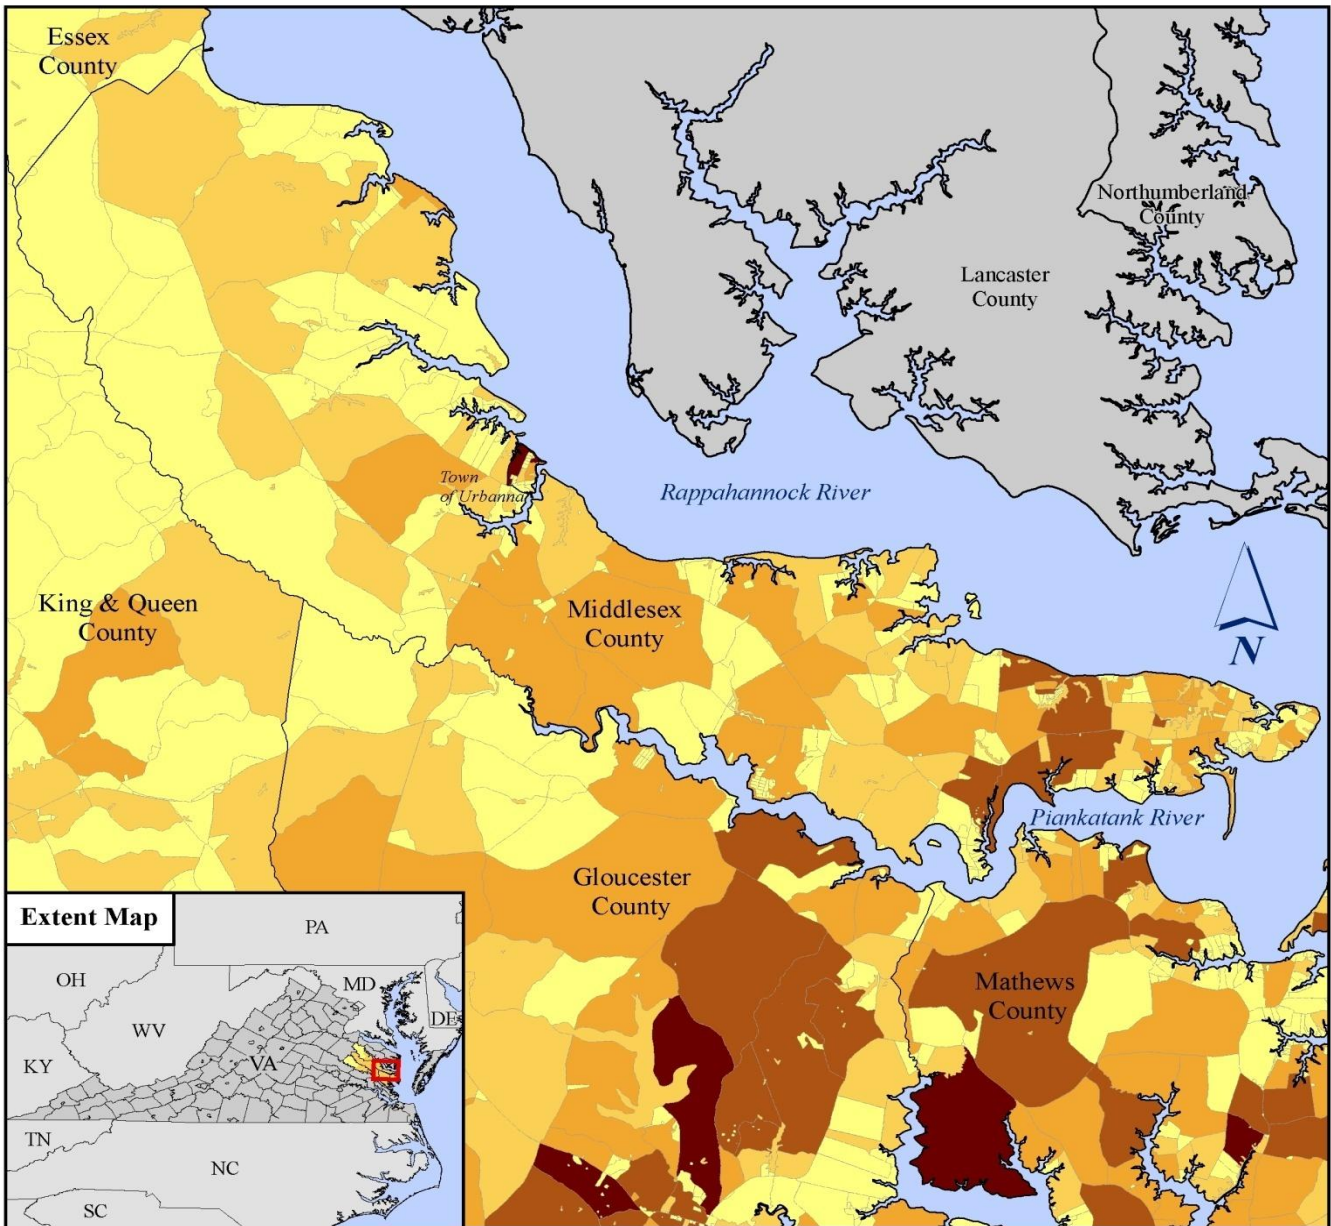 Essex
County
Northumberland
County
Lancaster
County
Town
of Urbanna
Rappahannock River
King & Queen
County
Middlesex
County
N
Piankatank River
Gloucester
County
Mathews
County
Extent Map
PA
OH
MD
DE
WV
VA
KY
TN
NC
SC